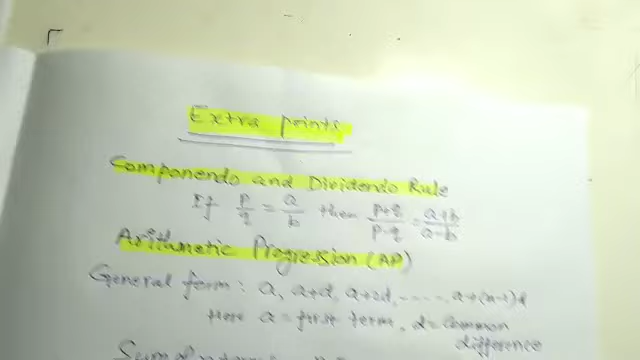 Extra points
Componendo and Dividendo Rule
If p/q = a/b then p+q/p-q = a+b/a-b
Arithmetic Progression (AP)
General form: a, a+d, a+2d, ......, a+(n-1)d
Here a = first term, d = common
difference